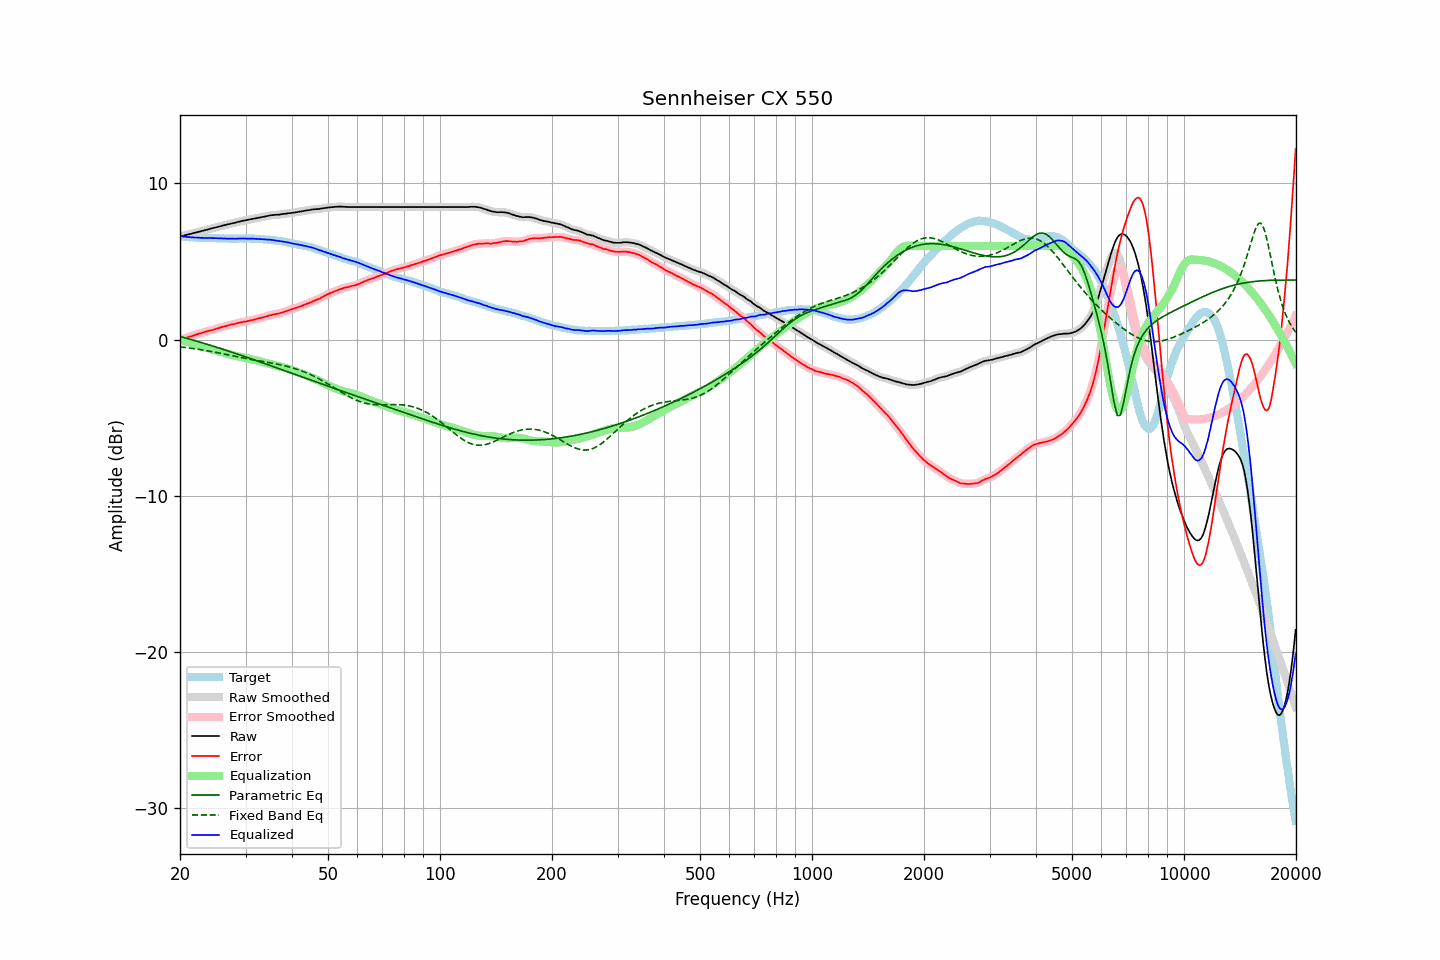 Sennheiser CX 550
Amplitude (dBr)
10
0
−10
−20
−30
Target
Raw Smoothed
Error Smoothed
Raw
Error
Equalization
Parametric Eq
Fixed Band Eq
Equalized
20 50 100 200 500 1000 2000 5000 10000 20000
Frequency (Hz)